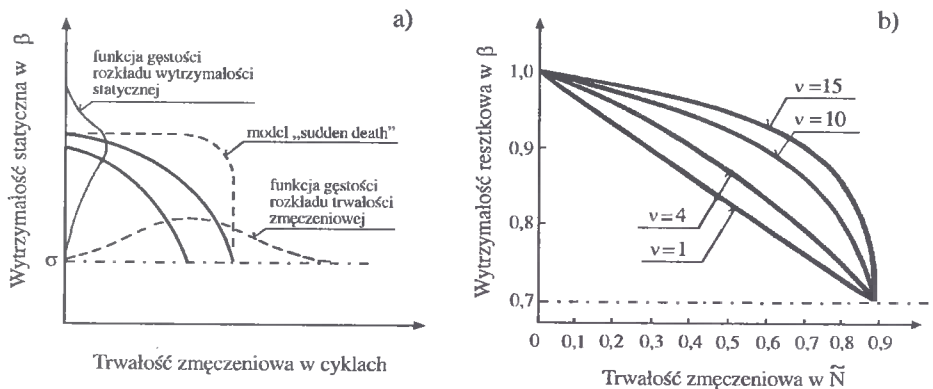 a)
Wytrzymałość statyczna w β
funkcja gęstości
rozkładu wytrzymałości
statycznej
model „sudden death”
funkcja gęstości
rozkładu trwałości
zmęczeniowej
σ
Trwałość zmęczeniowa w cyklach
b)
Wytrzymałość resztkowa w β
1,0
0,9
0,8
0,7
ν=15
ν=10
ν=4
ν=1
0 0,1 0,2 0,3 0,4 0,5 0,6 0,7 0,8 0,9
Trwałość zmęczeniowa w Ñ